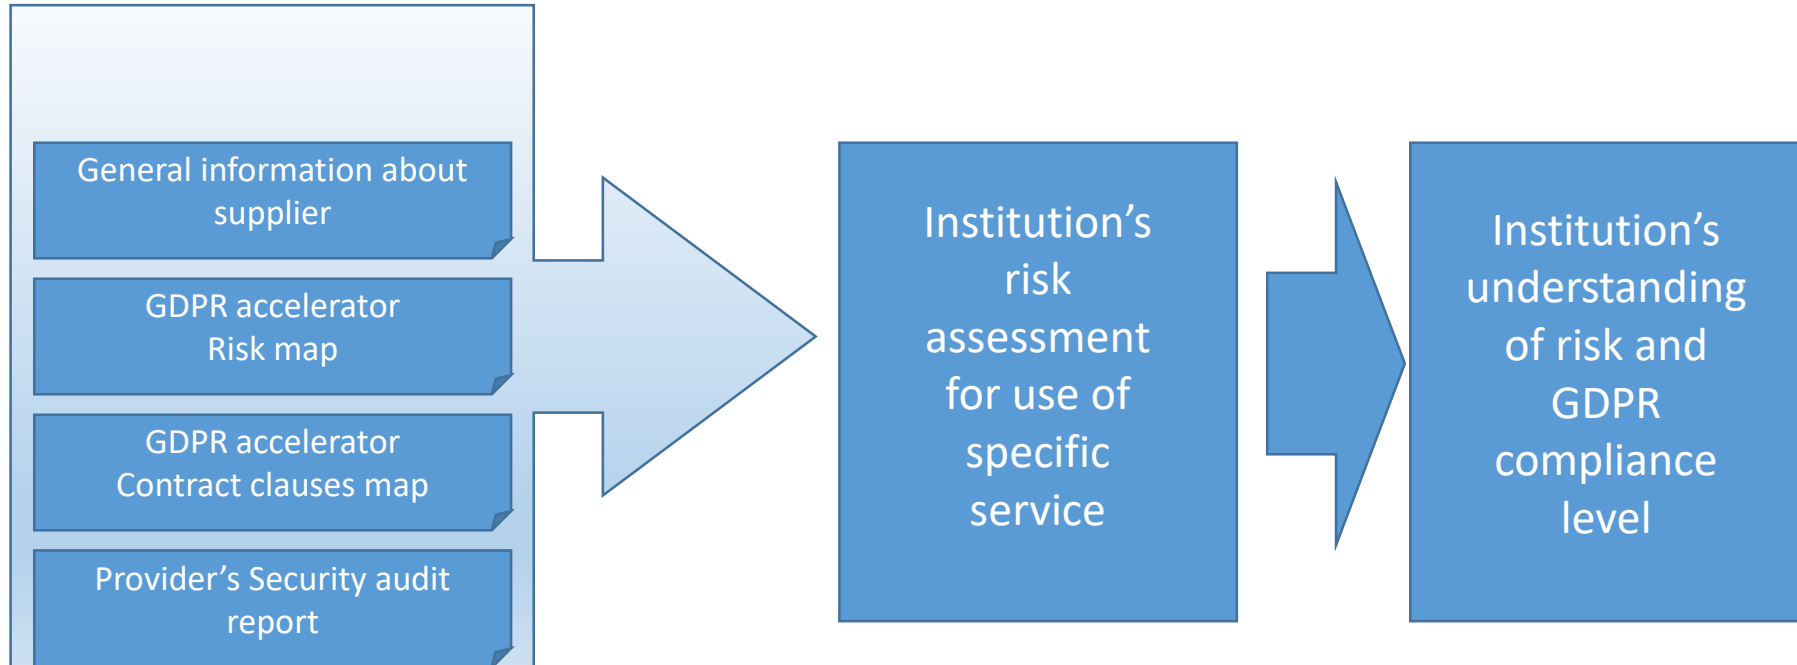 General information about
supplier
GDPR accelerator
Risk map
GDPR accelerator
Contract clauses map
Provider’s Security audit
report
Institution’s
risk
assessment
for use of
specific
service
Institution’s
understanding
of risk and
GDPR
compliance
level